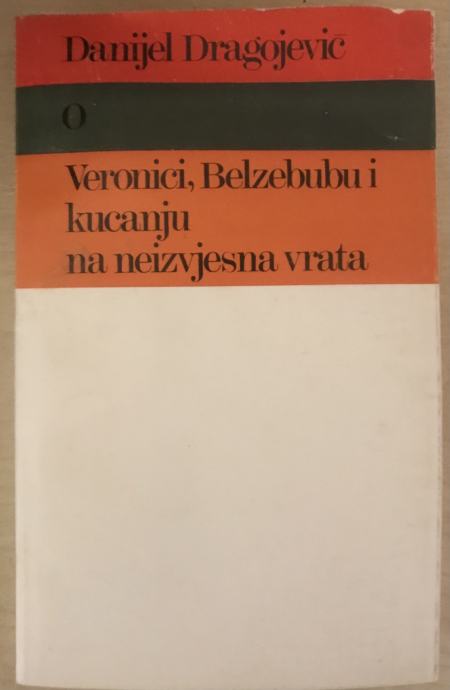 Danijel Dragojević
O
Veronici, Belzebubu i
kucanju
na neizvjesna vrata